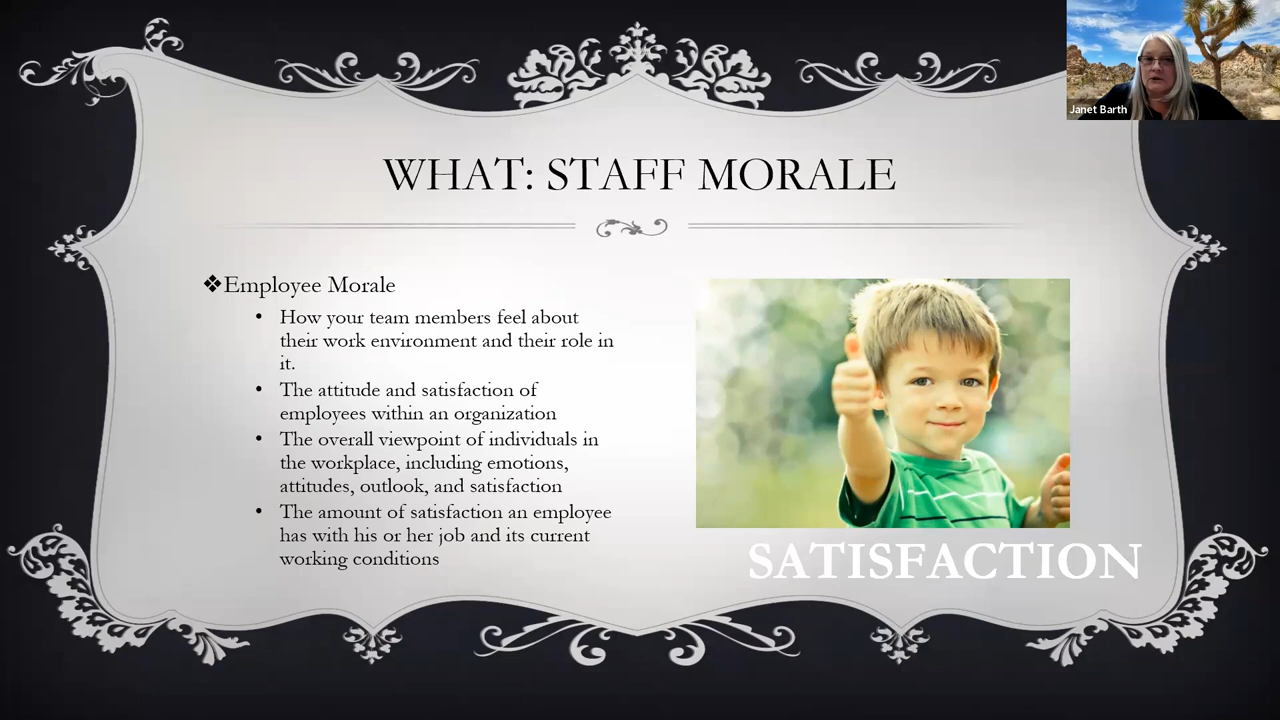 Janet Barth
WHAT: STAFF MORALE
❖Employee Morale
• How your team members feel about
their work environment and their role in
it.
• The attitude and satisfaction of
employees within an organization
• The overall viewpoint of individuals in
the workplace, including emotions,
attitudes, outlook, and satisfaction
• The amount of satisfaction an employee
has with his or her job and its current
working conditions
SATISFACTION